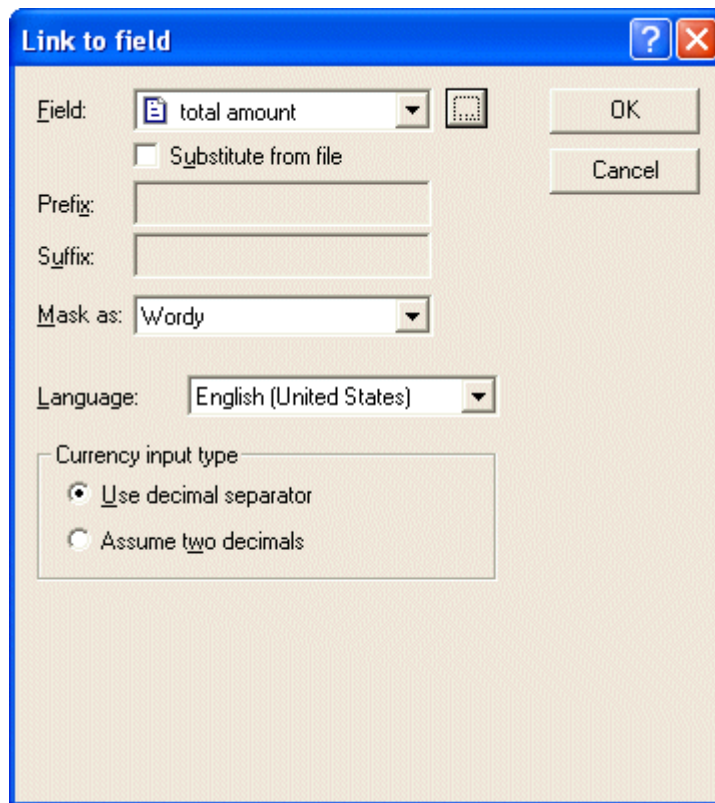 Link to field
Field: total amount
OK
Substitute from file
Cancel
Prefix:
Suffix:
Mask as: Wordy
Language: English (United States)
Currency input type
Use decimal separator
Assume two decimals